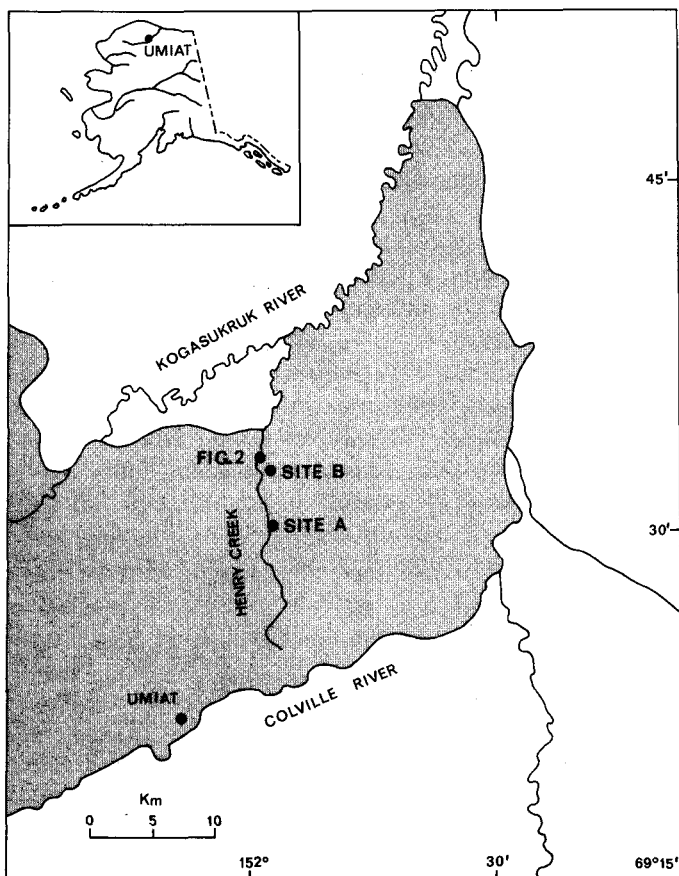 UMIAT
45'
KOGASUKRUK RIVER
FIG.2
SITE B
SITE A
30'
HENRY CREEK
UMIAT
COLVILLE RIVER
Km
0 5 10
152° 30' 69°15'